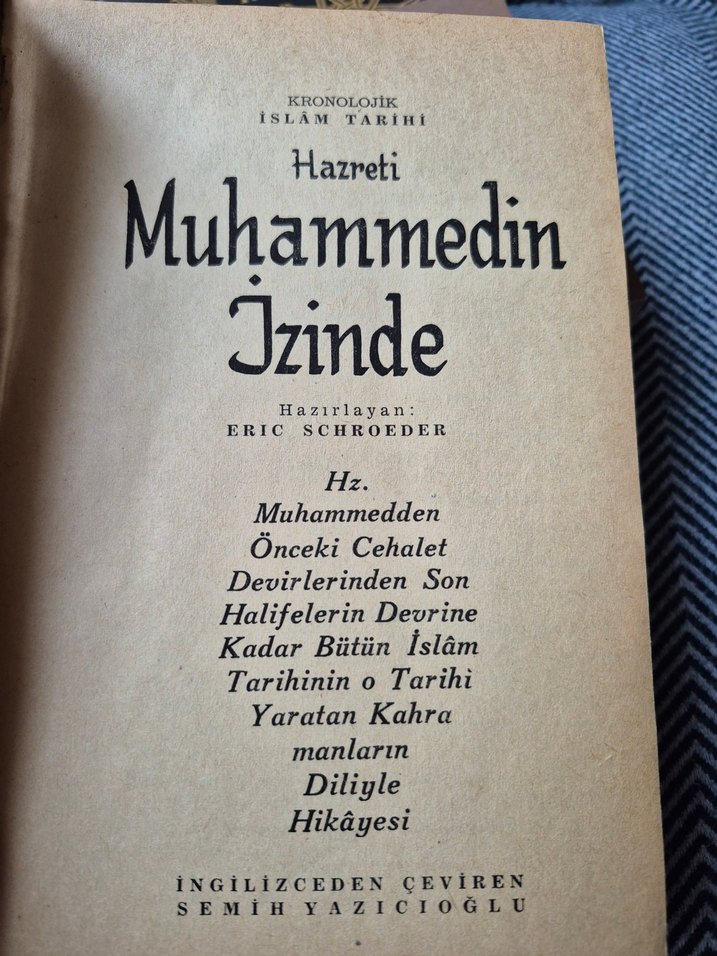 KRONOLOJİK
İSLÂM TARİHİ
Hazreti
Muhammedin
İzinde
Hazırlayan:
ERIC SCHROEDER
Hz.
Muhammedden
Önceki Cehalet
Devirlerinden Son
Halifelerin Devrine
Kadar Bütün İslâm
Tarihinin o Tarihi
Yaratan Kahra
manların
Diliyle
Hikâyesi
İNGİLİZCEDEN ÇEVİREN
SEMİH YAZICIOĞLU